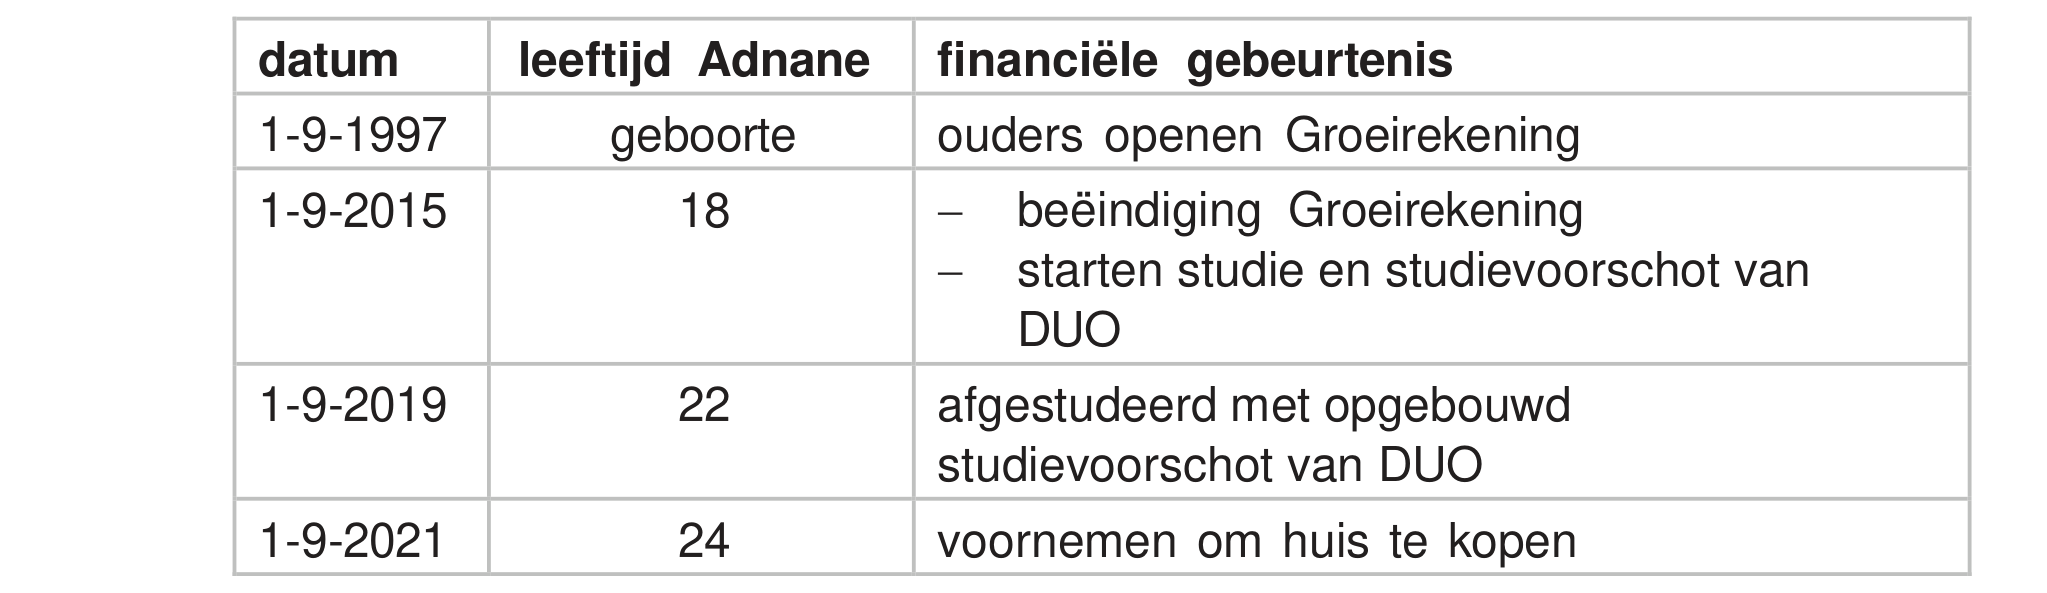 datum leeftijd Adnane financiële gebeurtenis
1-9-1997 geboorte ouders openen Groeirekening
1-9-2015 18 – beëindiging Groeirekening
– starten studie en studievoorschot van
DUO
1-9-2019 22 afgestudeerd met opgebouwd
studievoorschot van DUO
1-9-2021 24 voornemen om huis te kopen